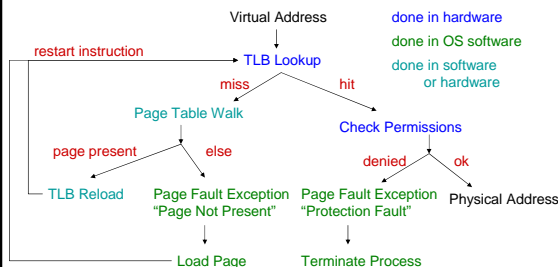 Virtual Address
done in hardware
done in OS software
done in software
or hardware
restart instruction
TLB Lookup
miss
hit
Page Table Walk
Check Permissions
page present
else
denied
ok
TLB Reload
Page Fault Exception
"Page Not Present"
Page Fault Exception
"Protection Fault"
Physical Address
Load Page
Terminate Process